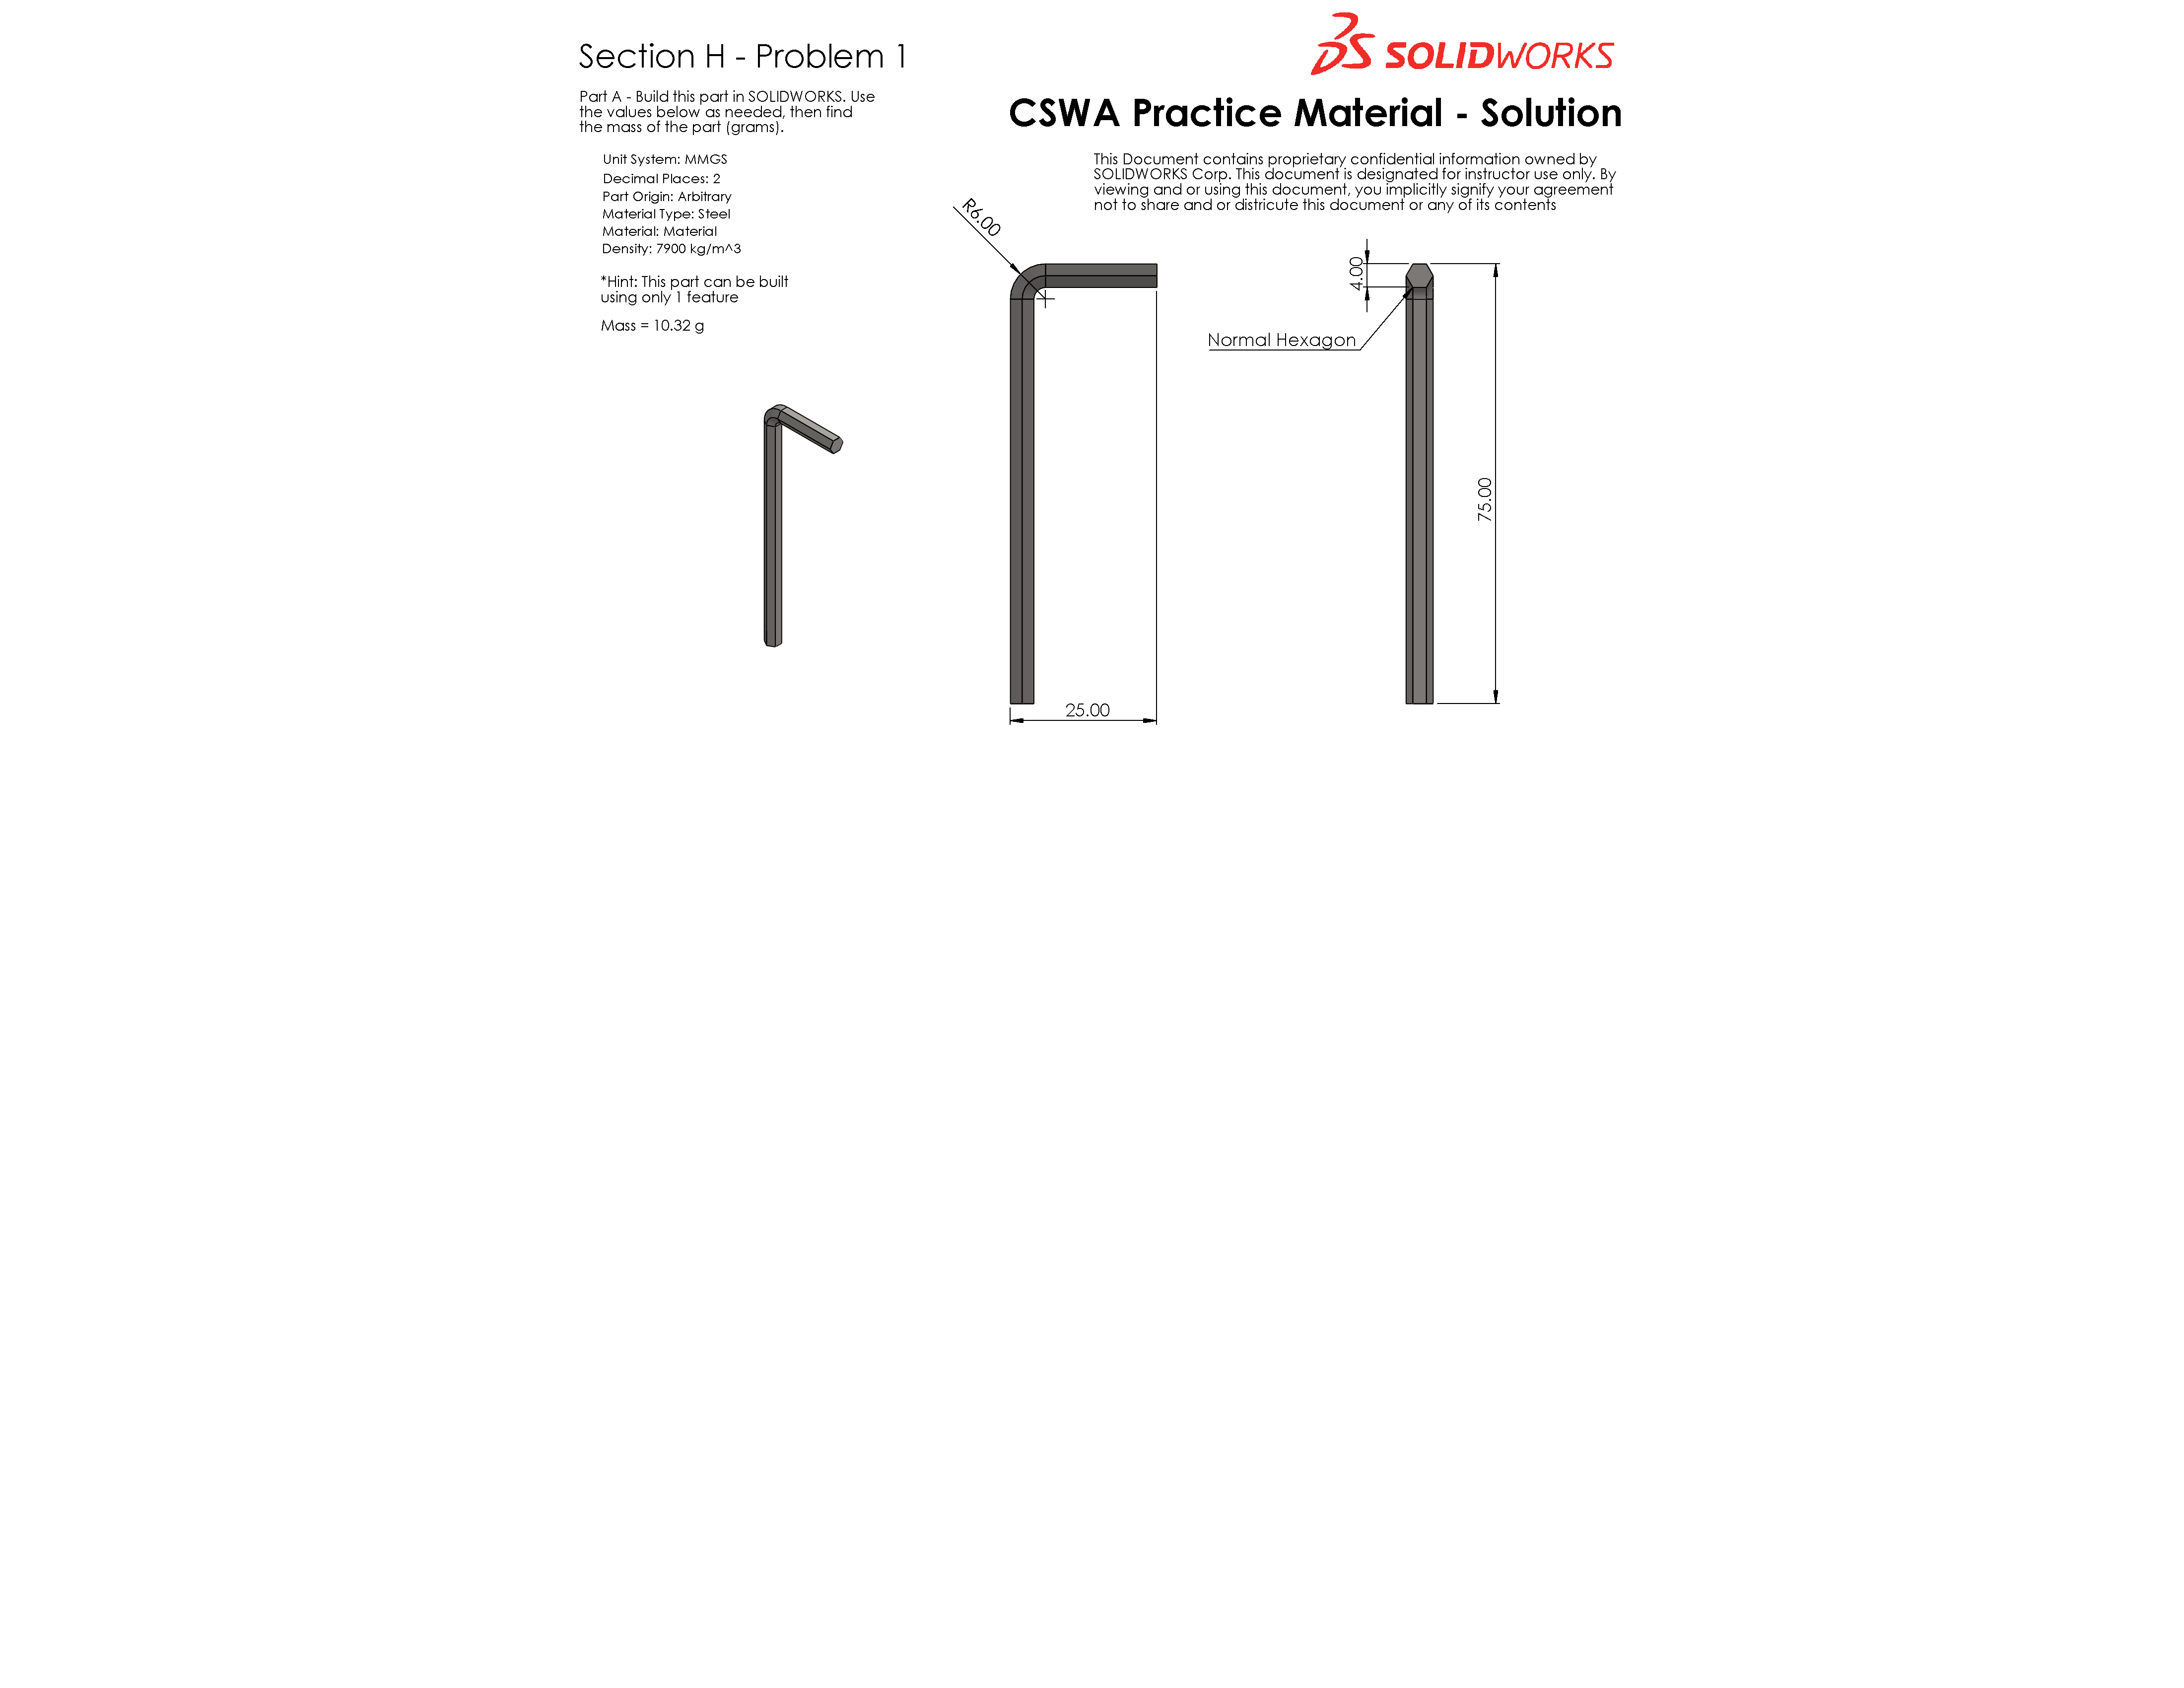 Section H - Problem 1
Part A - Build this part in SOLIDWORKS. Use
the values below as needed, then find
the mass of the part (grams).
Unit System: MMGS
Decimal Places: 2
Part Origin: Arbitrary
Material Type: Steel
Material: Material
Density: 7900 kg/m^3
*Hint: This part can be built
using only 1 feature
Mass = 10.32 g
SOLIDWORKS
CSWA Practice Material - Solution
This Document contains proprietary confidential information owned by
SOLIDWORKS Corp. This document is designated for instructor use only. By
viewing and or using this document, you implicitly signify your agreement
not to share and or districute this document or any of its contents
R6.00
4.00
Normal Hexagon
75.00
25.00